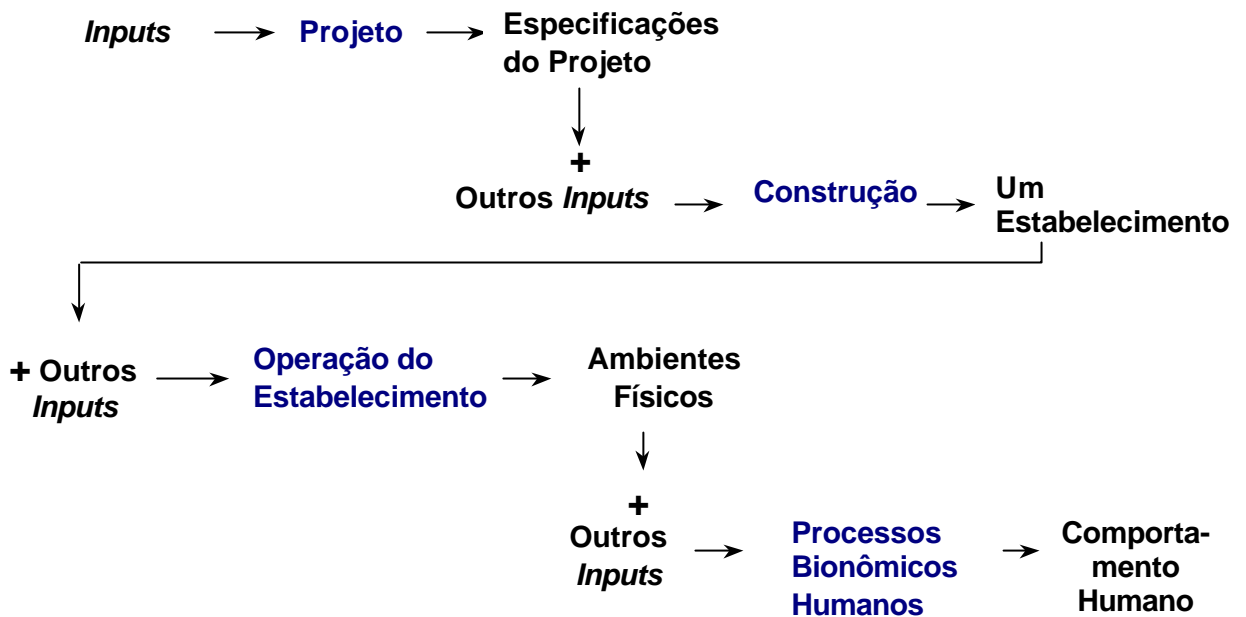 Inputs Projeto Especificações
do Projeto
+
Outros Inputs Construção Um
Estabelecimento
+ Outros
Inputs
Operação do
Estabelecimento
Ambientes
Físicos
+
Outros
Inputs
Processos
Bionômicos
Humanos
Comporta-
mento
Humano